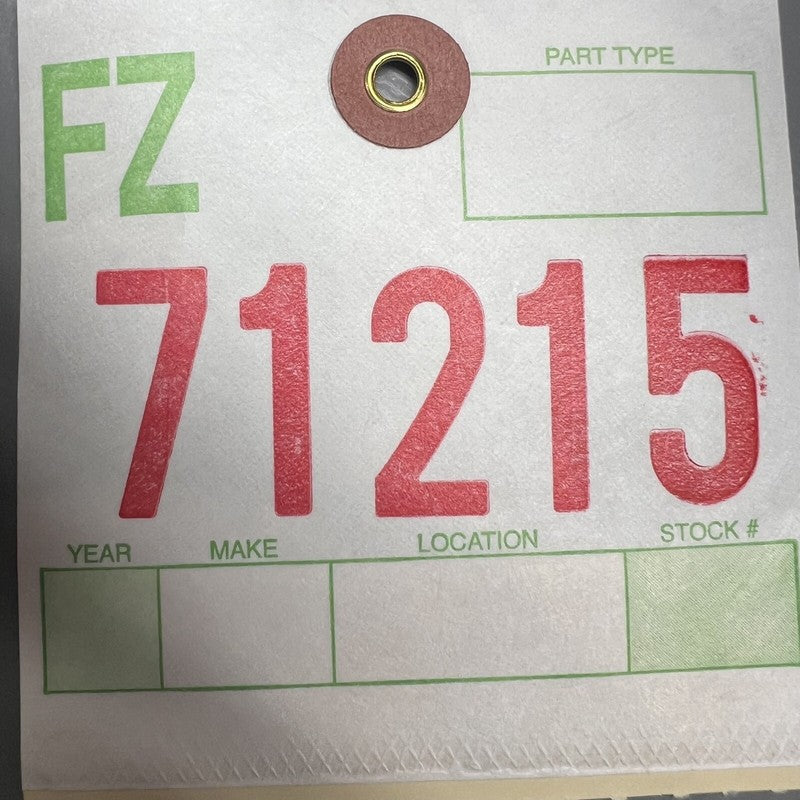 FZ
PART TYPE
71215
YEAR MAKE LOCATION STOCK #